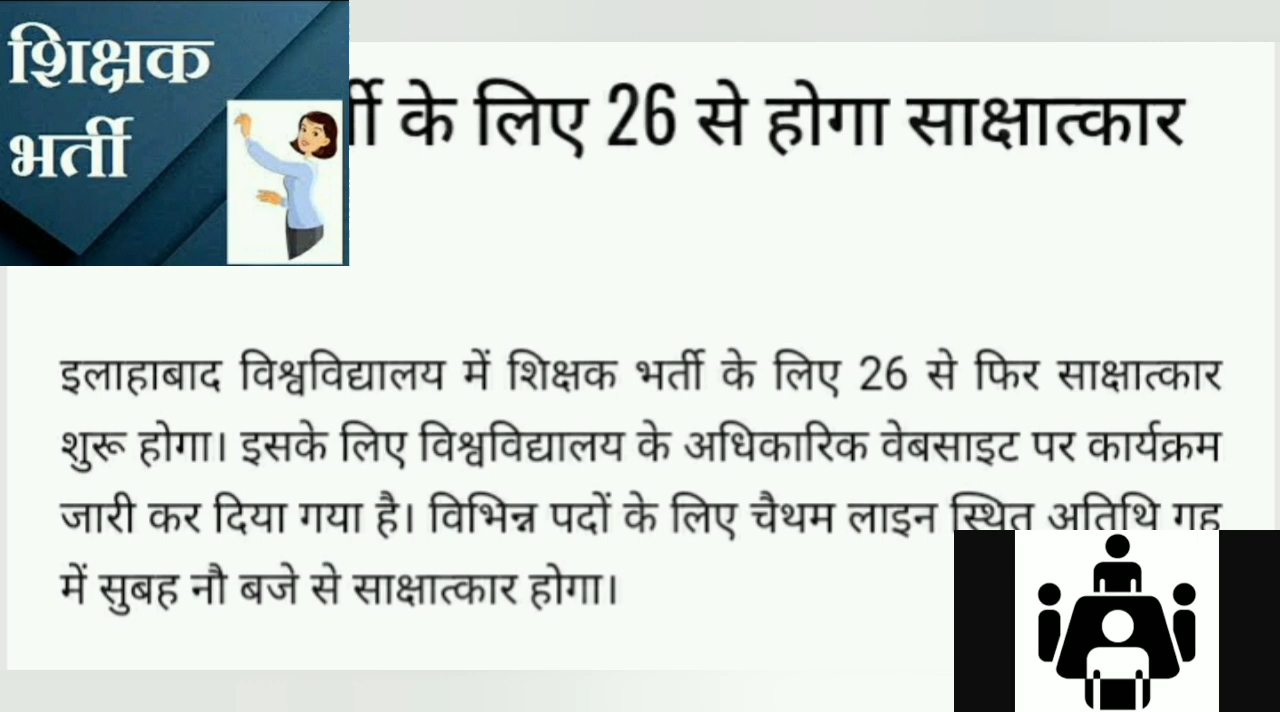 शिक्षक
भर्ती
र्ती के लिए 26 से होगा साक्षात्कार
इलाहाबाद विश्वविद्यालय में शिक्षक भर्ती के लिए 26 से फिर साक्षात्कार
शुरू होगा। इसके लिए विश्वविद्यालय के अधिकारिक वेबसाइट पर कार्यक्रम
जारी कर दिया गया है। विभिन्न पदों के लिए चैथम लाइन स्थित अतिथि गृह
में सुबह नौ बजे से साक्षात्कार होगा।